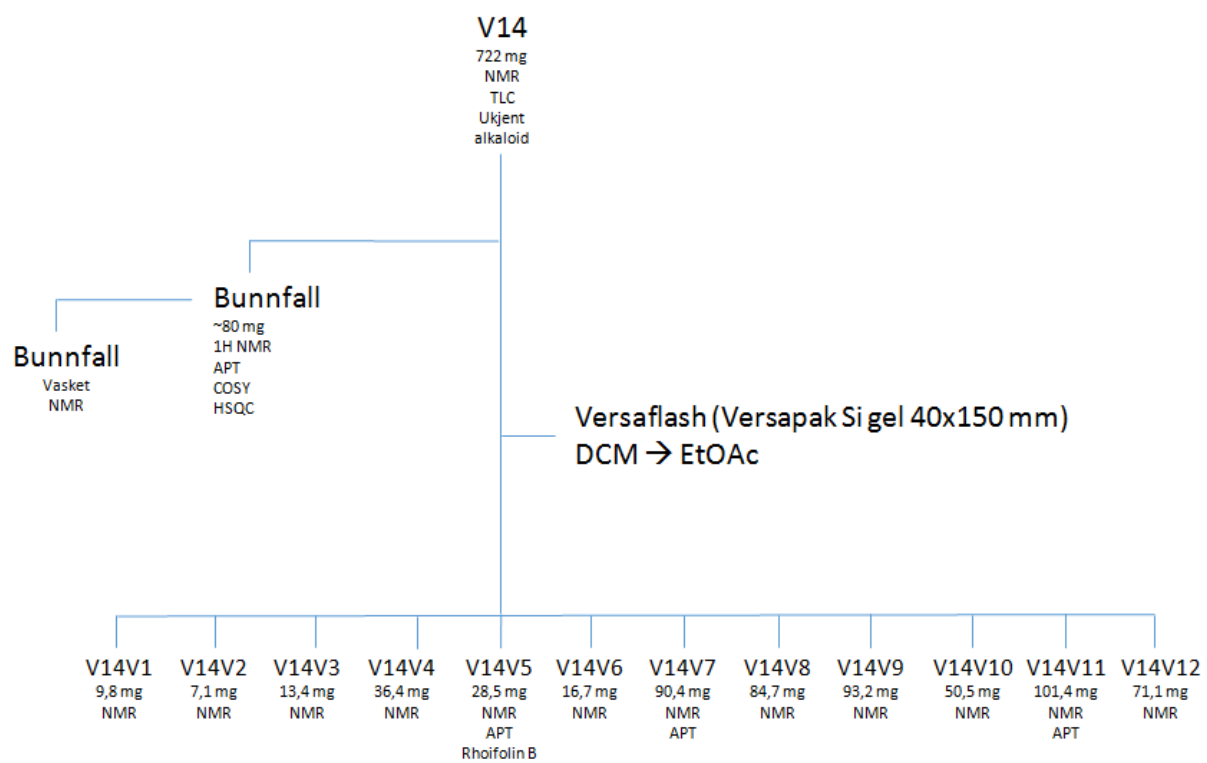 V14
722 mg
NMR
TLC
Ukjent
alkaloid
Bunnfall
~80 mg
1H NMR
APT
COSY
HSQC
Bunnfall
Vasket
NMR
Versaflash (Versapak Si gel 40x150 mm)
DCM → EtOAc
V14V1
9,8 mg
NMR
V14V2
7,1 mg
NMR
V14V3
13,4 mg
NMR
V14V4
36,4 mg
NMR
V14V5
28,5 mg
NMR
APT
Rhoifolin B
V14V6
16,7 mg
NMR
V14V7
90,4 mg
NMR
APT
V14V8
84,7 mg
NMR
V14V9
93,2 mg
NMR
V14V10
50,5 mg
NMR
V14V11
101,4 mg
NMR
APT
V14V12
71,1 mg
NMR